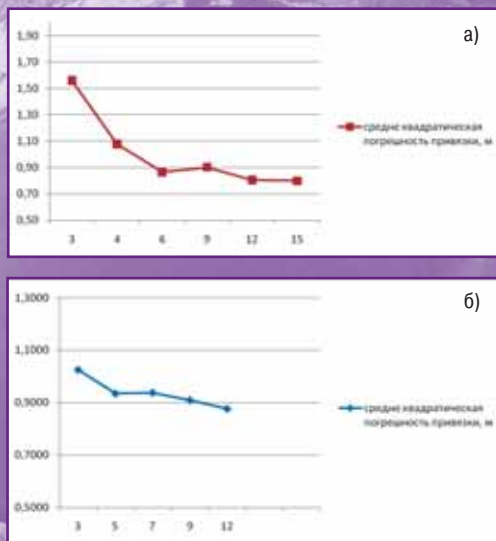 а)
1,90
1,70
1,50
1,30
1,10
0,90
0,70
0,50
3 4 6 9 12 15
средне квадратическая
погрешность привязки, м
б)
1,3000
1,1000
0,9000
0,7000
0,5000
3 5 7 9 12
средне квадратическая
погрешность привязки, м